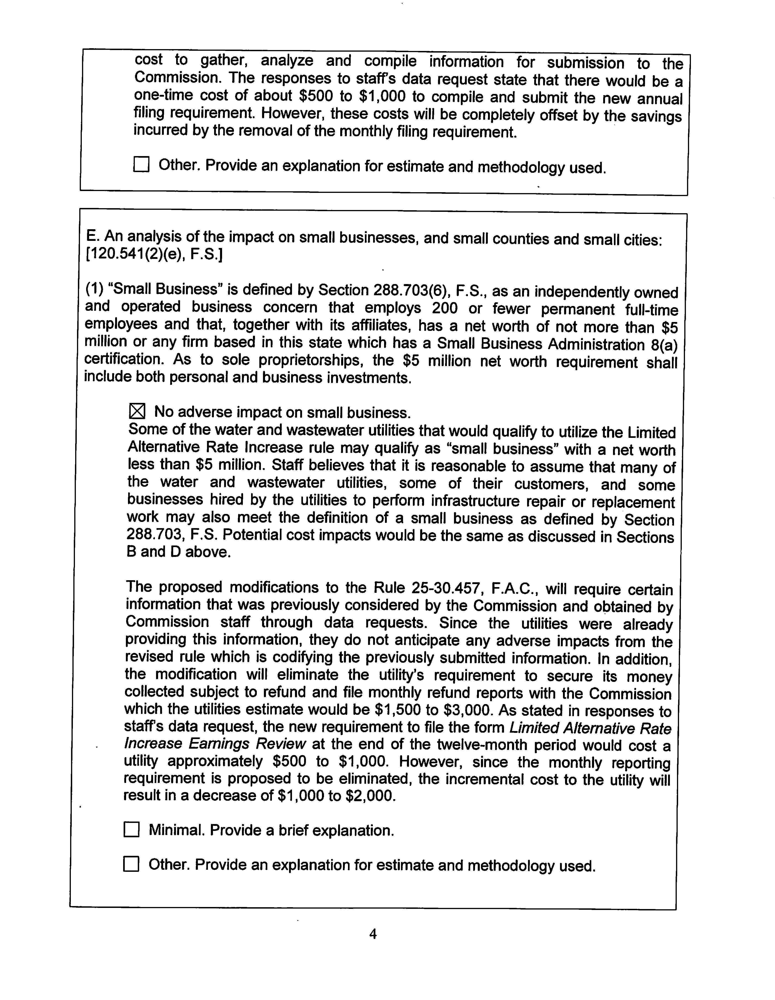 cost to gather, analyze and compile information for submission to the
Commission. The responses to staff's data request state that there would be a
one-time cost of about $500 to $1,000 to compile and submit the new annual
filing requirement. However, these costs will be completely offset by the savings
incurred by the removal of the monthly filing requirement.
☐ Other. Provide an explanation for estimate and methodology used.
E. An analysis of the impact on small businesses, and small counties and small cities:
[120.541(2)(e), F.S.]
(1) “Small Business” is defined by Section 288.703(6), F.S., as an independently owned
and operated business concern that employs 200 or fewer permanent full-time
employees and that, together with its affiliates, has a net worth of not more than $5
million or any firm based in this state which has a Small Business Administration 8(a)
certification. As to sole proprietorships, the $5 million net worth requirement shall
include both personal and business investments.
☒ No adverse impact on small business.
Some of the water and wastewater utilities that would qualify to utilize the Limited
Alternative Rate Increase rule may qualify as “small business” with a net worth
less than $5 million. Staff believes that it is reasonable to assume that many of
the water and wastewater utilities, some of their customers, and some
businesses hired by the utilities to perform infrastructure repair or replacement
work may also meet the definition of a small business as defined by Section
288.703, F.S. Potential cost impacts would be the same as discussed in Sections
B and D above.
The proposed modifications to the Rule 25-30.457, F.A.C., will require certain
information that was previously considered by the Commission and obtained by
Commission staff through data requests. Since the utilities were already
providing this information, they do not anticipate any adverse impacts from the
revised rule which is codifying the previously submitted information. In addition,
the modification will eliminate the utility's requirement to secure its money
collected subject to refund and file monthly refund reports with the Commission
which the utilities estimate would be $1,500 to $3,000. As stated in responses to
staff's data request, the new requirement to file the form Limited Alternative Rate
Increase Earnings Review at the end of the twelve-month period would cost a
utility approximately $500 to $1,000. However, since the monthly reporting
requirement is proposed to be eliminated, the incremental cost to the utility will
result in a decrease of $1,000 to $2,000.
☐ Minimal. Provide a brief explanation.
☐ Other. Provide an explanation for estimate and methodology used.
4